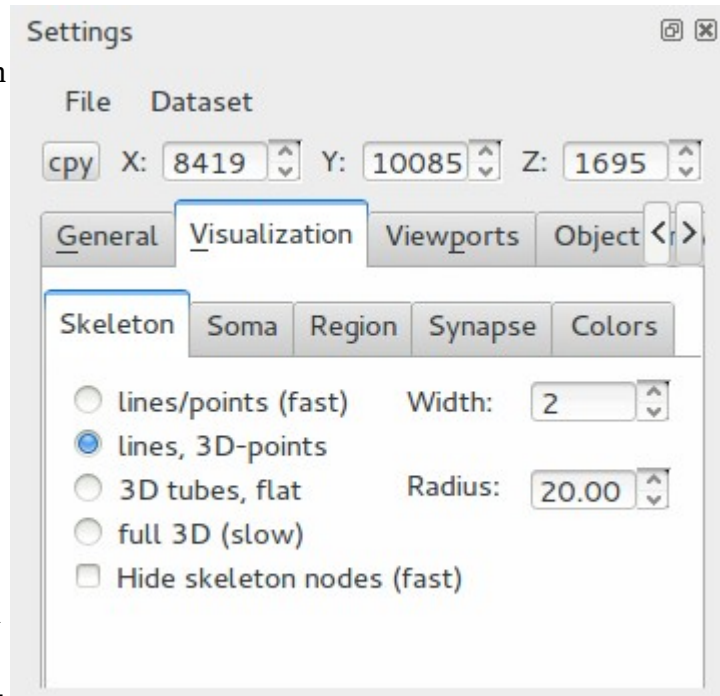 Settings
File Dataset
cpy X: 8419 Y: 10085 Z: 1695
General Visualization Viewports Object
Skeleton Soma Region Synapse Colors
lines/points (fast) Width: 2
lines, 3D-points
3D tubes, flat Radius: 20.00
full 3D (slow)
Hide skeleton nodes (fast)